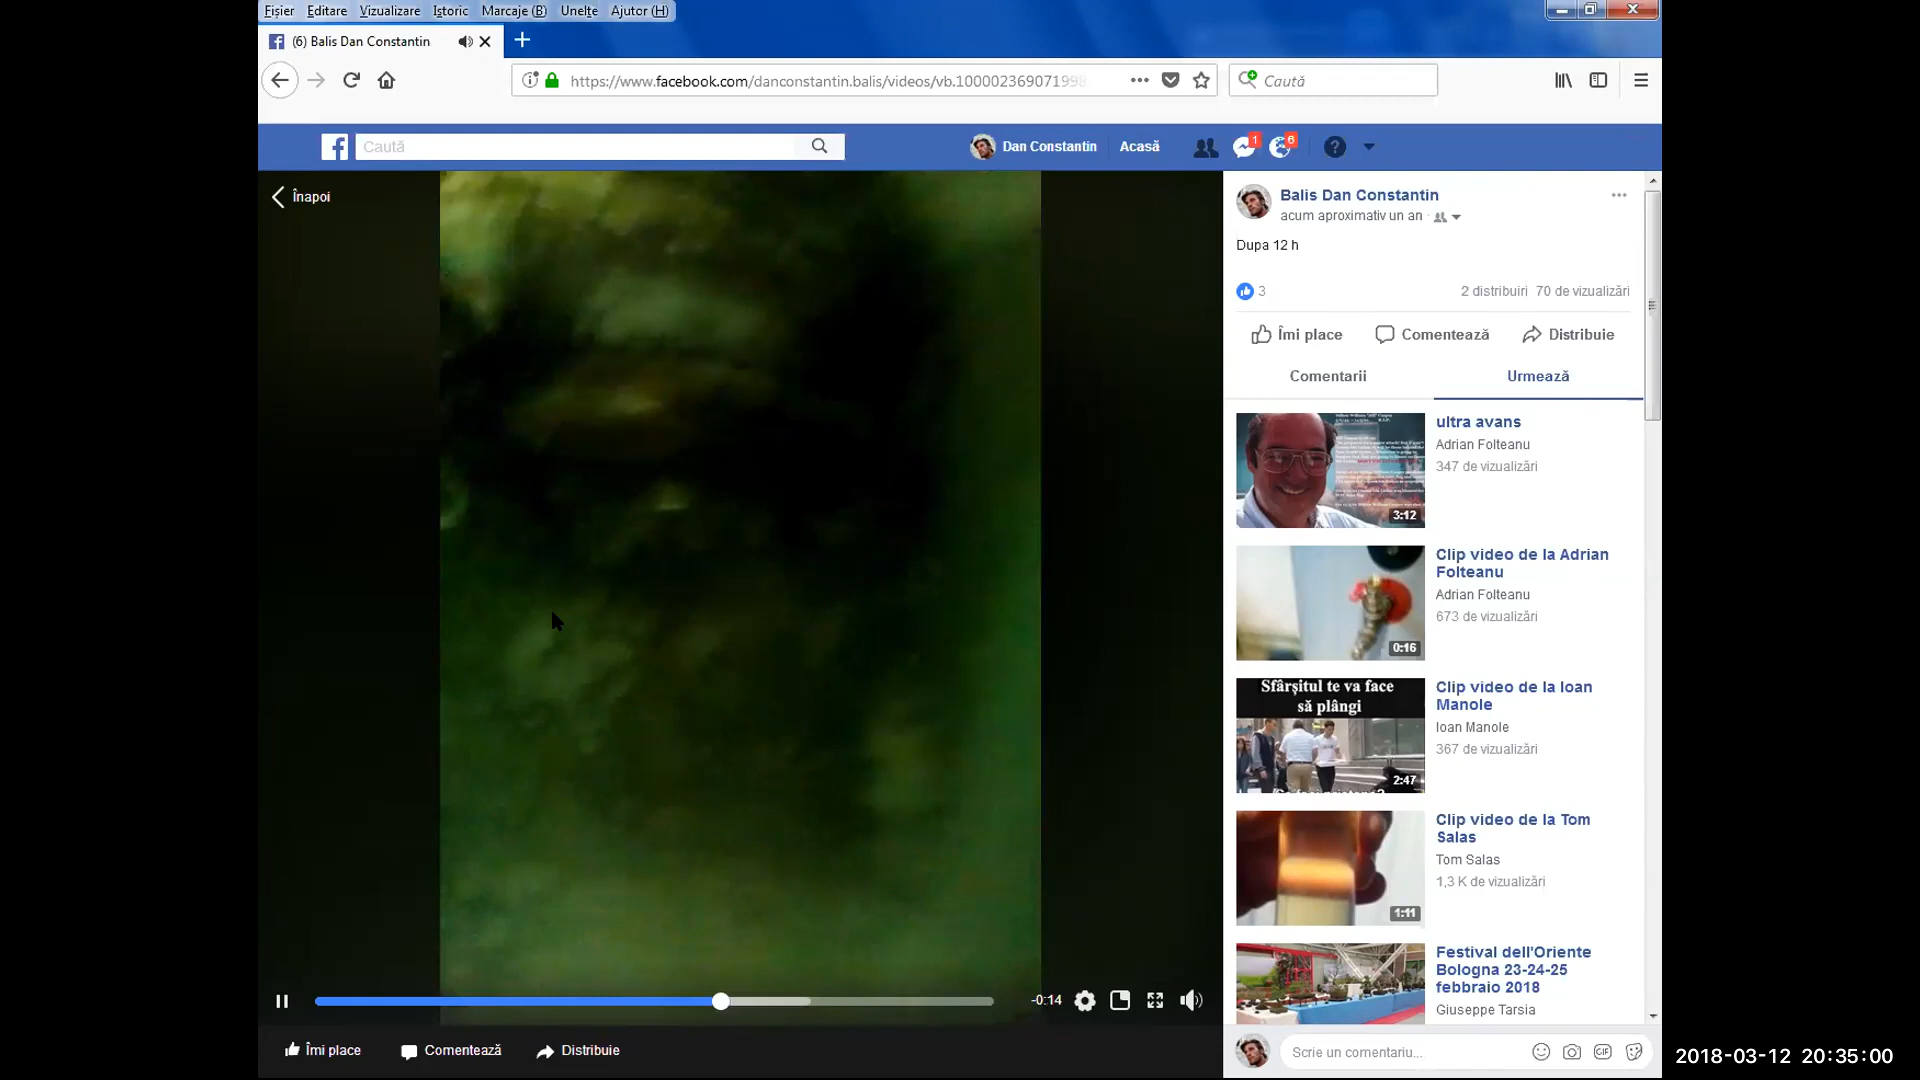 Fișier Editare Vizualizare Istoric Marcaje (B) Unelte Ajutor (H)
(6) Balis Dan Constantin
https://www.facebook.com/danconstantin.balis/videos/vb.100002369071998
Caută
Caută
Dan Constantin Acasă 1 6
Înapoi
Balis Dan Constantin
acum aproximativ un an ·
Dupa 12 h
3 2 distribuiri 70 de vizualizări
Îmi place Comentează Distribuie
Comentarii Urmează
ultra avans
Adrian Folteanu
347 de vizualizări
3:12
Clip video de la Adrian
Folteanu
Adrian Folteanu
673 de vizualizări
0:16
Sfârșitul te va face
să plângi
2:47
Clip video de la Ioan
Manole
Ioan Manole
367 de vizualizări
Clip video de la Tom
Salas
Tom Salas
1,3 K de vizualizări
1:11
Festival dell'Oriente
Bologna 23-24-25
febbraio 2018
Giuseppe Tarsia
-0:14
Îmi place Comentează Distribuie
Scrie un comentariu...
GIF
2018-03-12 20:35:00